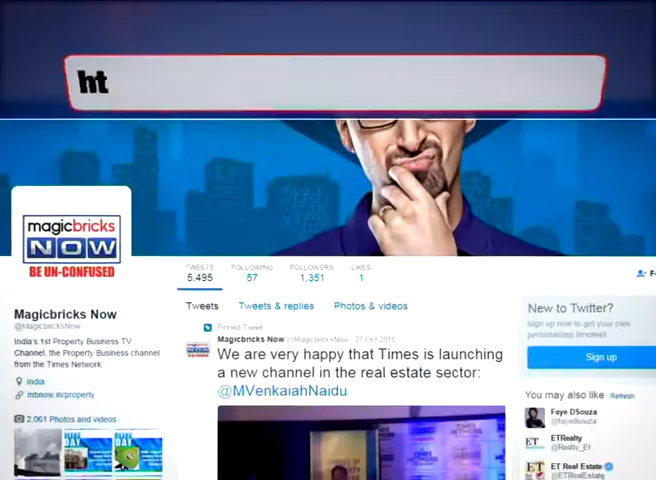 ht
magicbricks
NOW
BE UN-CONFUSED
TWEETS FOLLOWING FOLLOWERS LIKES
5,495 57 1,351 1
Tweets Tweets & replies Photos & videos
Magicbricks Now
@MagicbricksNow
India's 1st Property Business TV
Channel, the Property Business channel
from the Times Network.
India
mbnow.in/property
2,061 Photos and videos
Pinned Tweet
Magicbricks Now @MagicbricksNow 27 Oct 2016
We are very happy that Times is launching
a new channel in the real estate sector:
@MVenkaiahNaidu
New to Twitter?
Sign up now to get your own
personalized timeline!
Sign up
You may also like Refresh
Faye DSouza
@fayedsouza
ET
ETRealty
@Realty_Et
ET
ET Real Estate
@ETRealEstate